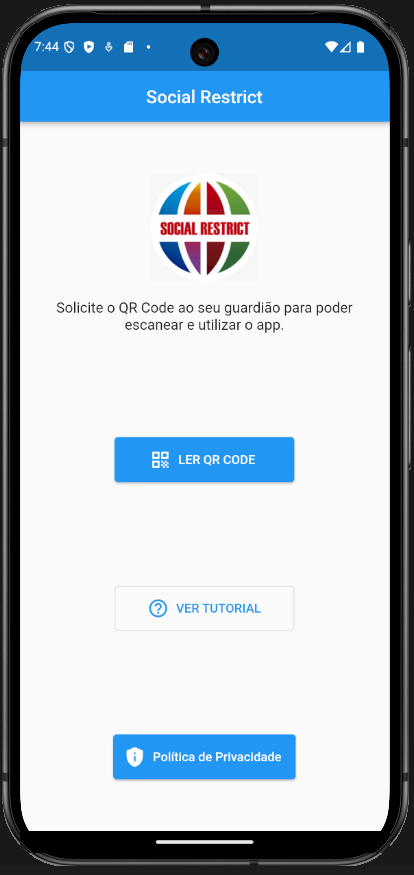 7:44
Social Restrict
SOCIAL RESTRICT
Solicite o QR Code ao seu guardião para poder
escanear e utilizar o app.
LER QR CODE
VER TUTORIAL
Política de Privacidade